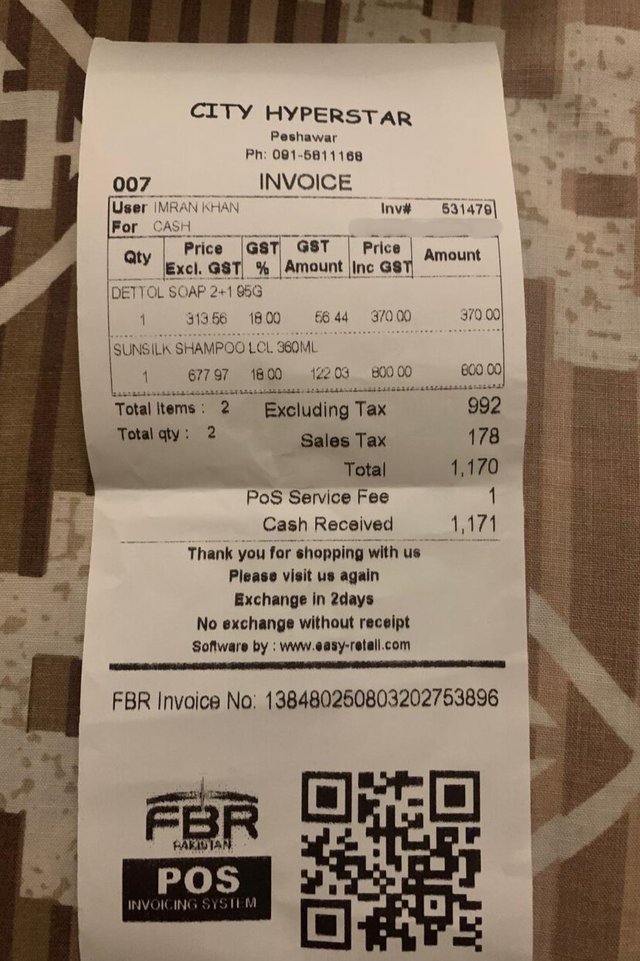 CITY HYPERSTAR
Peshawar
Ph: 091-5811168
007 INVOICE
User IMRAN KHAN Inv# 531479
For CASH
Qty Price Excl. GST GST % GST Amount Price Inc GST Amount
DETTOL SOAP 2+1 95G
1 313.56 18.00 56.44 370.00 370.00
SUNSILK SHAMPOO LCL 360ML
1 677.97 18.00 122.03 800.00 800.00
Total Items : 2 Excluding Tax 992
Total qty : 2 Sales Tax 178
Total 1,170
PoS Service Fee 1
Cash Received 1,171
Thank you for shopping with us
Please visit us again
Exchange in 2days
No exchange without receipt
Software by : www.easy-retail.com
FBR Invoice No: 138480250803202753896
FBR
PAKISTAN
POS
INVOICING SYSTEM